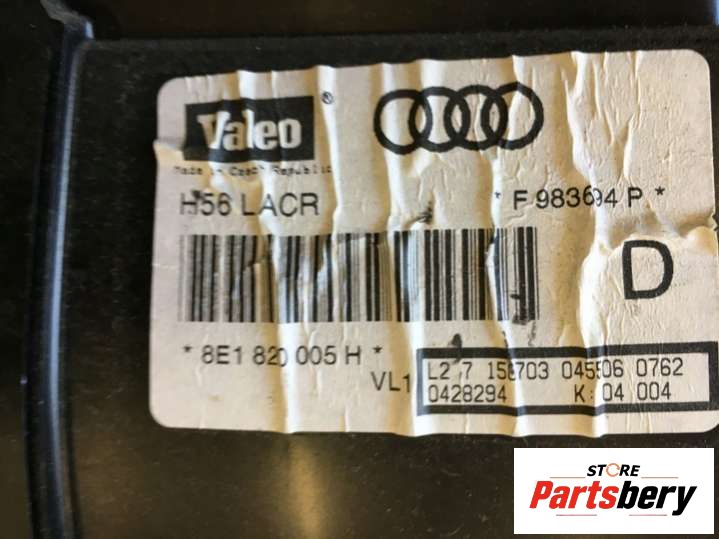 Valeo ®
Made in Czech Republic
H56 LACR * F 983694 P *
D
* 8E1 820 005 H *
VL1
L2 7 158703 045506 0762
0428294 K: 04 004
STORE
Partsbery